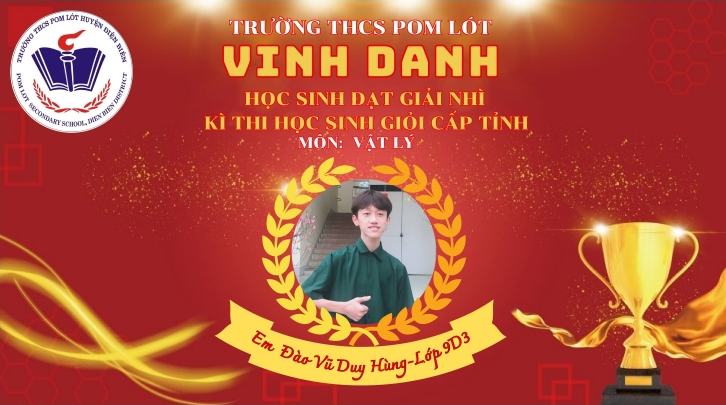 TRƯỜNG THCS POM LÓT HUYỆN ĐIỆN BIÊN
POM LOT SECONDARY SCHOOL, DIEN BIEN DISTRICT
TRƯỜNG THCS POM LÓT
VINH DANH
HỌC SINH ĐẠT GIẢI NHÌ
KÌ THI HỌC SINH GIỎI CẤP TỈNH
MÔN: VẬT LÝ
Em Đào Vũ Duy Hùng-Lớp 9D3